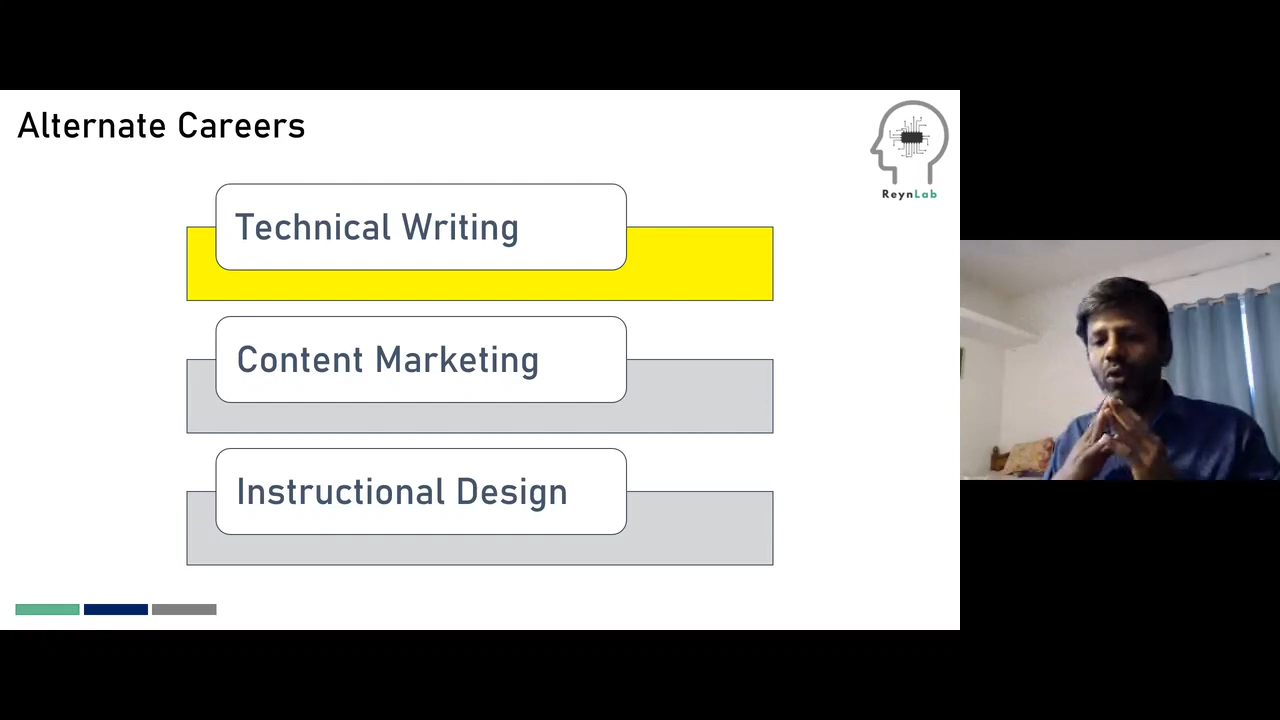 Alternate Careers
ReynLab
Technical Writing
Content Marketing
Instructional Design